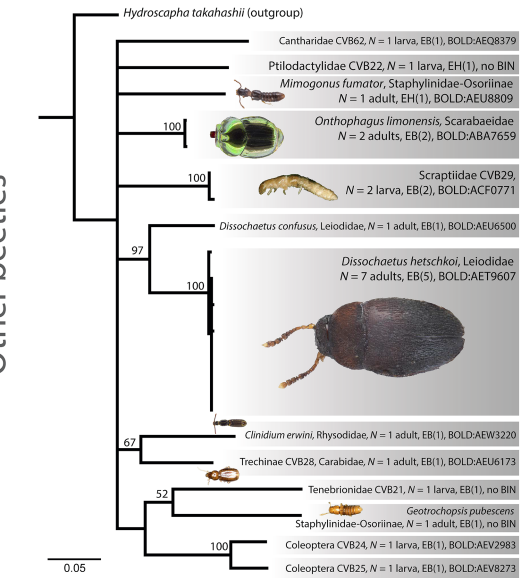 Hydroscapha takahashii (outgroup)
Cantharidae CVB62, N = 1 larva, EB(1), BOLD:AEQ8379
Ptilodactylidae CVB22, N = 1 larva, EH(1), no BIN
Mimogonus fumator, Staphylinidae-Osoriinae
N = 1 adult, EH(1), BOLD:AEU8809
Onthophagus limonensis, Scarabaeidae
N = 2 adults, EB(2), BOLD:ABA7659
100
Scraptiidae CVB29,
N = 2 larva, EB(2), BOLD:ACF0771
100
Dissochaetus confusus, Leiodidae, N = 1 adult, EB(1), BOLD:AEU6500
97
Dissochaetus hetschkoi, Leiodidae
N = 7 adults, EB(5), BOLD:AET9607
100
Other beetles
Clinidium erwini, Rhysodidae, N = 1 adult, EB(1), BOLD:AEW3220
67
Trechinae CVB28, Carabidae, N = 1 adult, EB(1), BOLD:AEU6173
Tenebrionidae CVB21, N = 1 larva, EB(1), no BIN
52
Geotrochopsis pubescens
Staphylinidae-Osoriinae, N = 1 adult, EB(1), no BIN
Coleoptera CVB24, N = 1 larva, EB(1), BOLD:AEV2983
100
Coleoptera CVB25, N = 1 larva, EB(1), BOLD:AEV8273
0.05